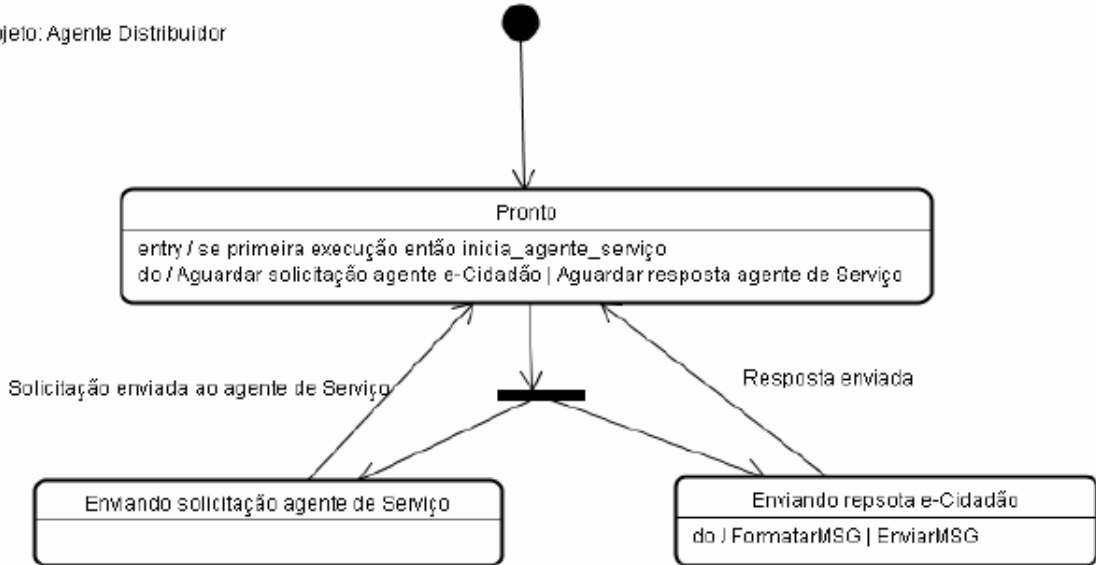 jeto: Agente Distribuidor
Pronto
entry / se primeira execução então inicia_agente_serviço
do / Aguardar solicitação agente e-Cidadão | Aguardar resposta agente de Serviço
Solicitação enviada ao agente de Serviço
Resposta enviada
Enviando solicitação agente de Serviço
Enviando repsota e-Cidadão
do / FormatarMSG | EnviarMSG